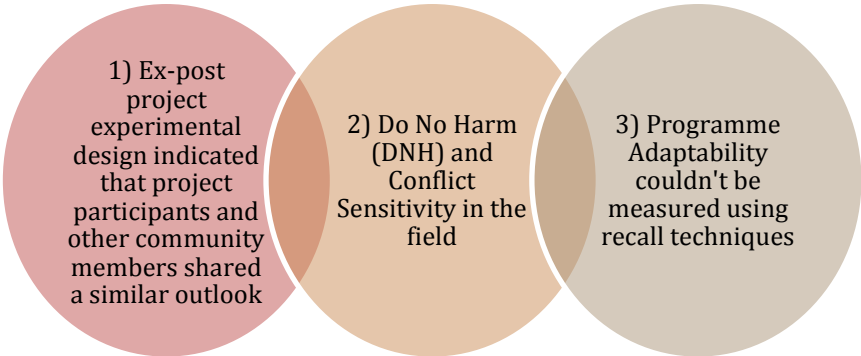 1) Ex-post
project
experimental
design indicated
that project
participants and
other community
members shared
a similar outlook
2) Do No Harm
(DNH) and
Conflict
Sensitivity in the
field
3) Programme
Adaptability
couldn't be
measured using
recall techniques